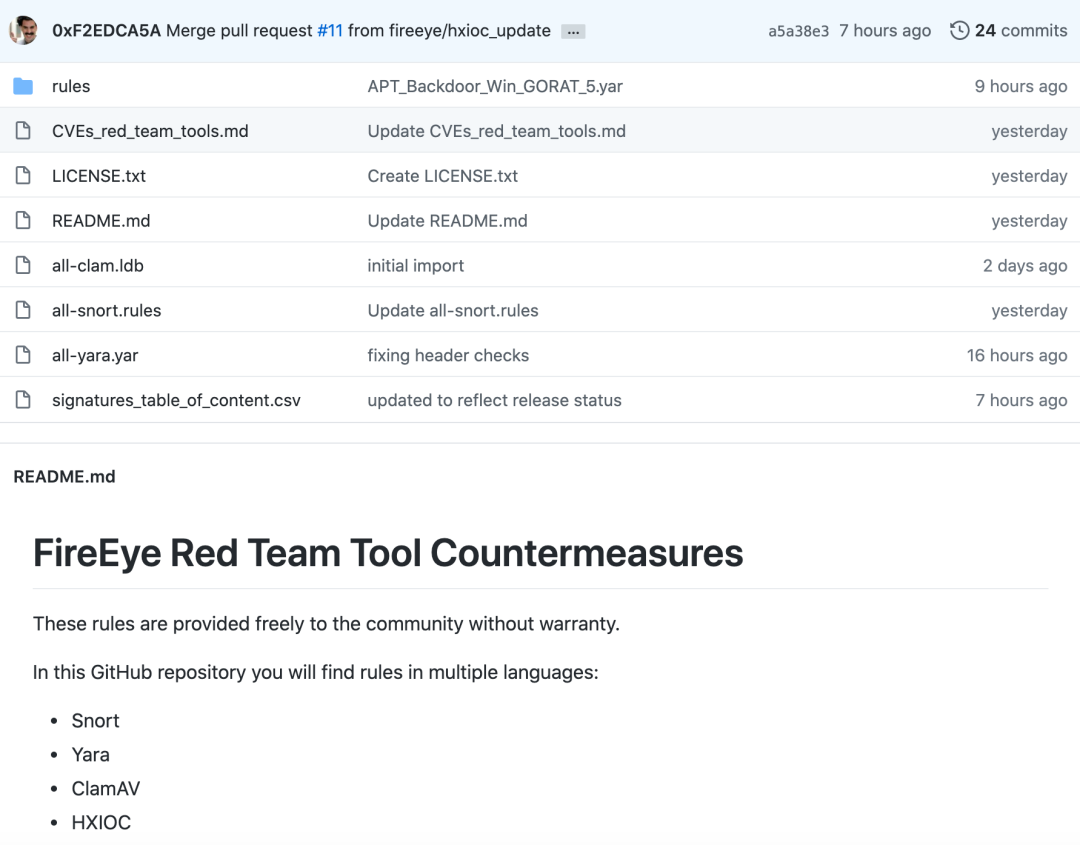 0xF2EDCA5A Merge pull request #11 from fireeye/hxioc_update ... a5a38e3 7 hours ago 24 commits
rules APT_Backdoor_Win_GORAT_5.yar 9 hours ago
CVEs_red_team_tools.md Update CVEs_red_team_tools.md yesterday
LICENSE.txt Create LICENSE.txt yesterday
README.md Update README.md yesterday
all-clam.ldb initial import 2 days ago
all-snort.rules Update all-snort.rules yesterday
all-yara.yar fixing header checks 16 hours ago
signatures_table_of_content.csv updated to reflect release status 7 hours ago
README.md
FireEye Red Team Tool Countermeasures
These rules are provided freely to the community without warranty.
In this GitHub repository you will find rules in multiple languages:
• Snort
• Yara
• ClamAV
• HXIOC